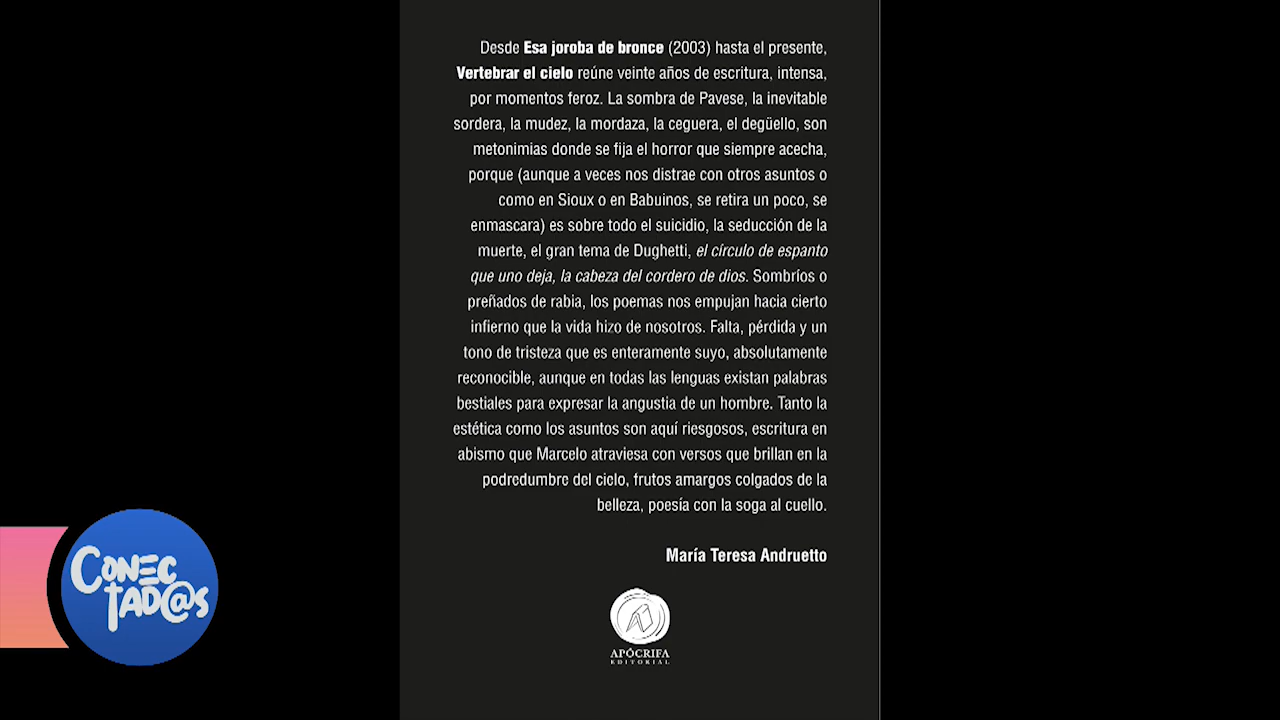 Desde Esa joroba de bronce (2003) hasta el presente,
Vertebrar el cielo reúne veinte años de escritura, intensa,
por momentos feroz. La sombra de Pavese, la inevitable
sordera, la mudez, la mordaza, la ceguera, el degüello, son
metonimias donde se fija el horror que siempre acecha,
porque (aunque a veces nos distrae con otros asuntos o
como en Sioux o en Babuinos, se retira un poco, se
enmascara) es sobre todo el suicidio, la seducción de la
muerte, el gran tema de Dughetti, el círculo de espanto
que uno deja, la cabeza del cordero de dios. Sombríos o
preñados de rabia, los poemas nos empujan hacia cierto
infierno que la vida hizo de nosotros. Falta, pérdida y un
tono de tristeza que es enteramente suyo, absolutamente
reconocible, aunque en todas las lenguas existan palabras
bestiales para expresar la angustia de un hombre. Tanto la
estética como los asuntos son aquí riesgosos, escritura en
abismo que Marcelo atraviesa con versos que brillan en la
podredumbre del cielo, frutos amargos colgados de la
belleza, poesía con la soga al cuello.
María Teresa Andruetto
APÓCRIFA
EDITORIAL
CONEC
TAD@S